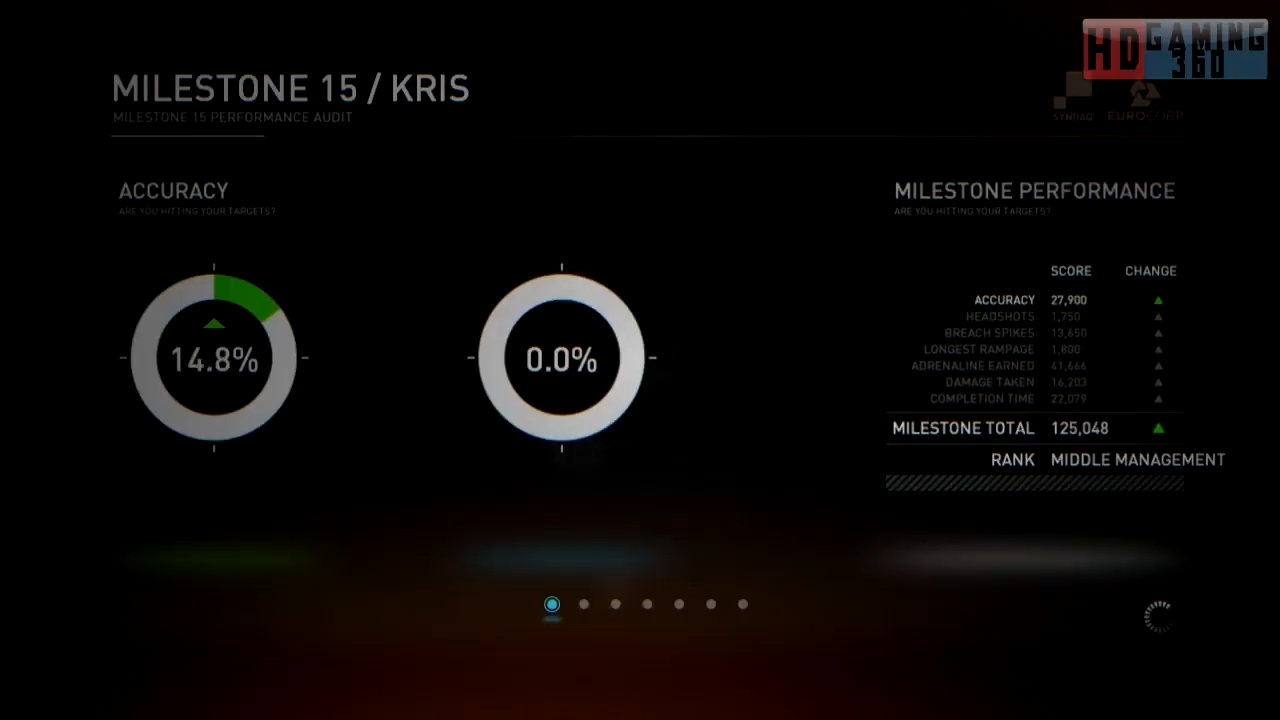 HD GAMING 360
MILESTONE 15 / KRIS
MILESTONE 15 PERFORMANCE AUDIT
SYNDAQ EUROCORP
ACCURACY
ARE YOU HITTING YOUR TARGETS?
14.8%
0.0%
MILESTONE PERFORMANCE
ARE YOU HITTING YOUR TARGETS?
SCORE CHANGE
ACCURACY 27,900
HEADSHOTS 1,750
BREACH SPIKES 13,650
LONGEST RAMPAGE 1,800
ADRENALINE EARNED 41,666
DAMAGE TAKEN 16,203
COMPLETION TIME 22,079
MILESTONE TOTAL 125,048
RANK MIDDLE MANAGEMENT